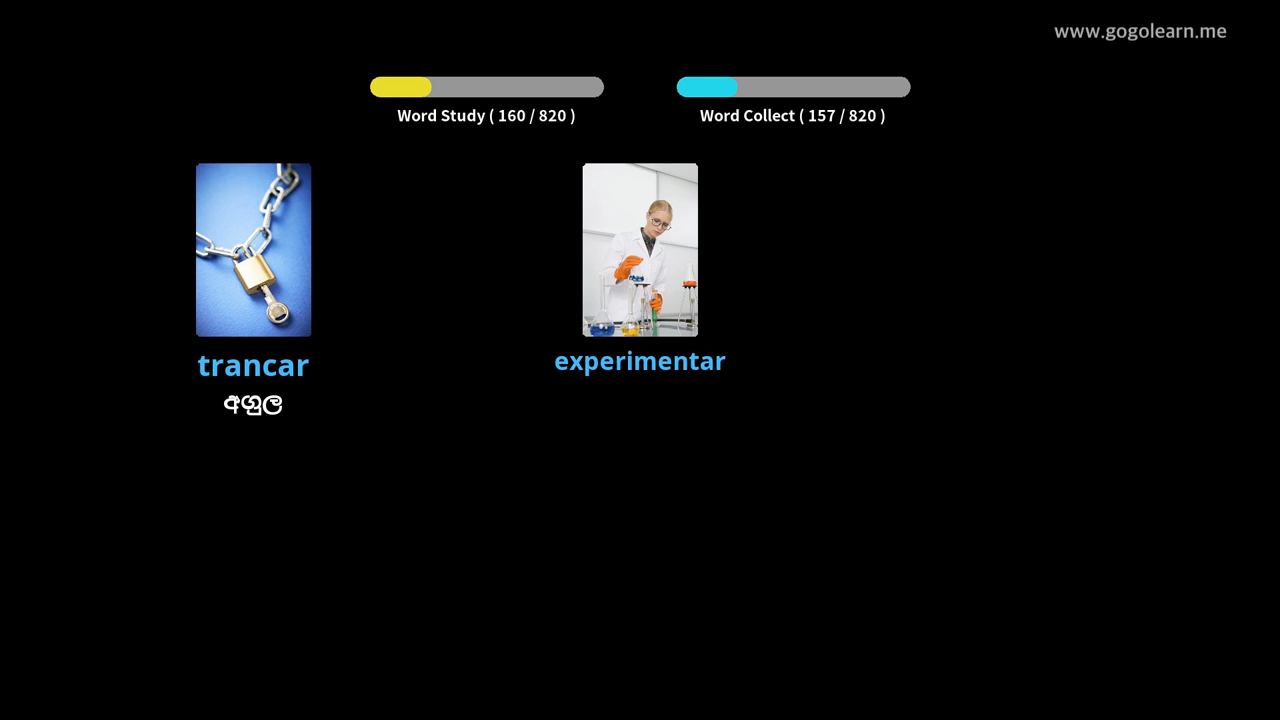 www.gogolearn.me
Word Study ( 160 / 820 )
Word Collect ( 157 / 820 )
trancar
අගුල
experimentar